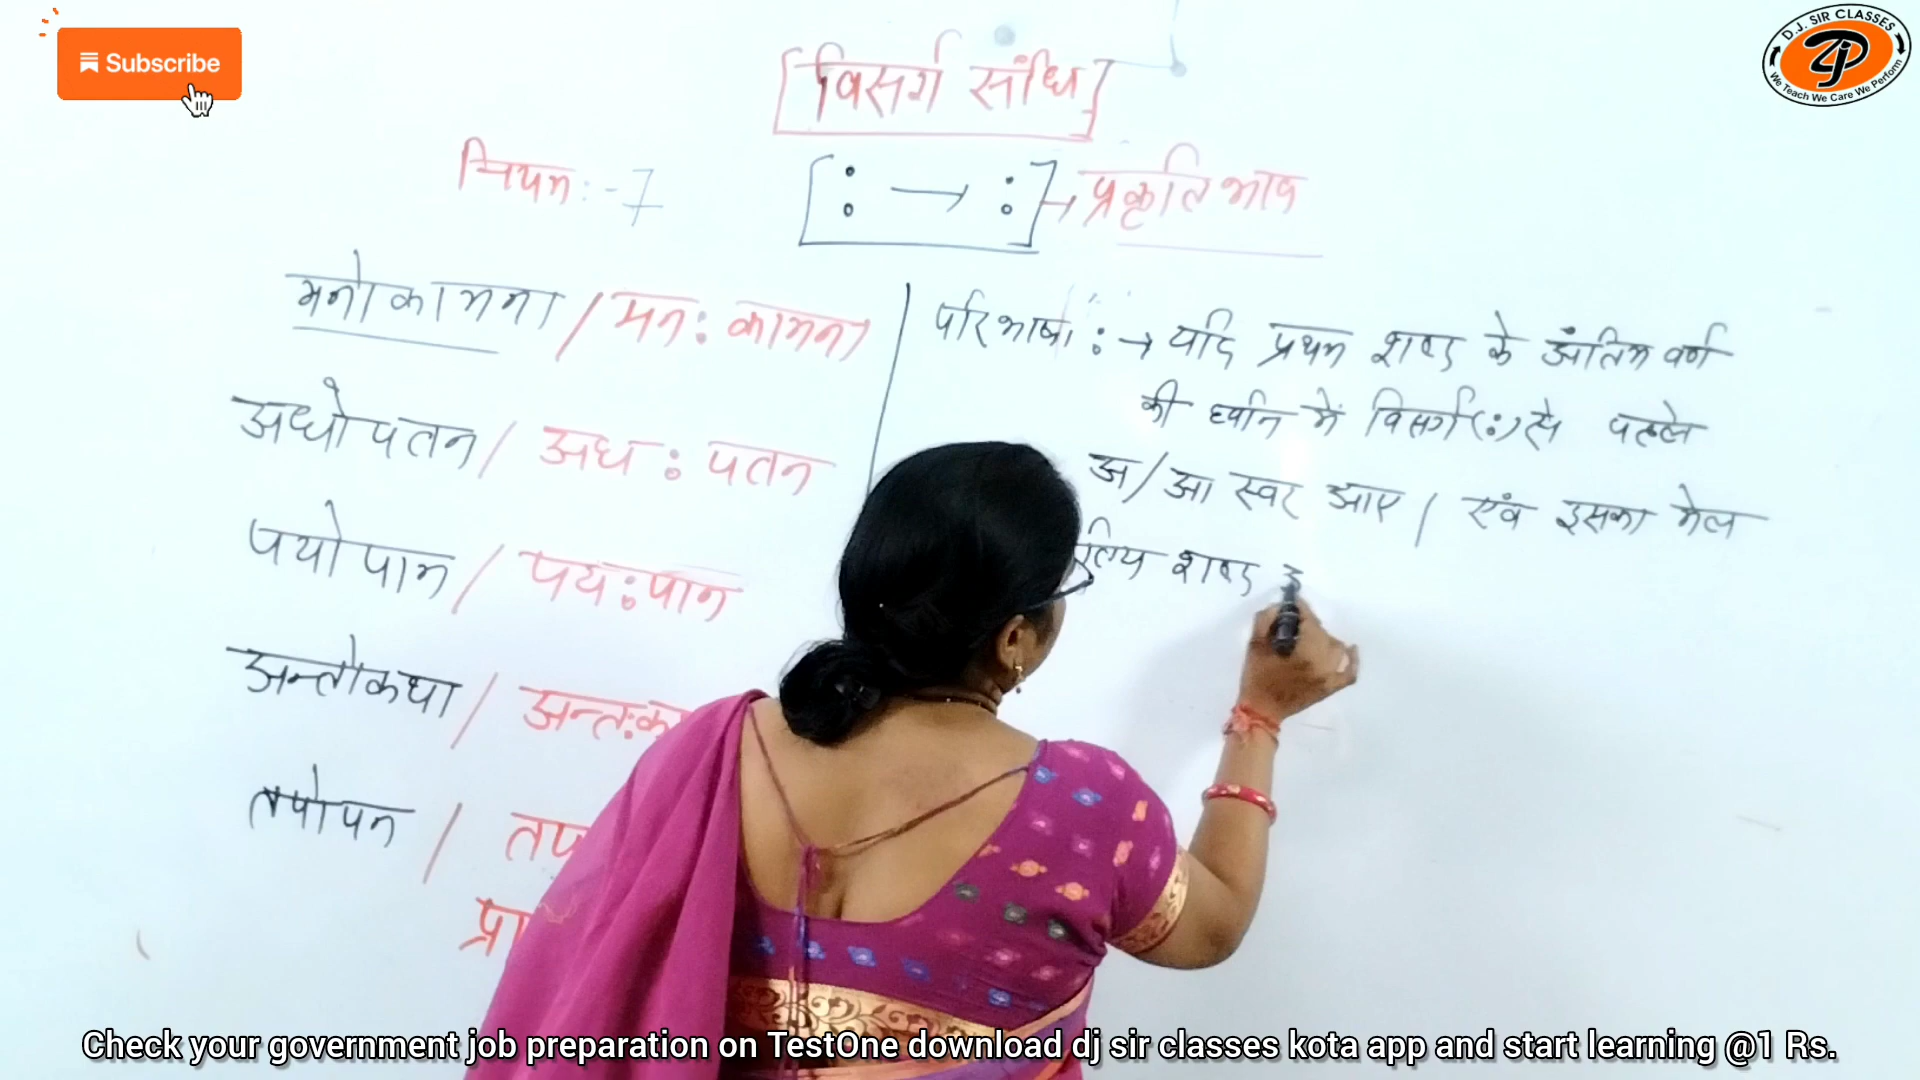 Subscribe
D.J. SIR CLASSES
We Teach We Care We Perform
[विसर्ग संधि]
नियम :- 7
[: → :] → प्रकृति भाव
मनोकामना / मन: कामना
अधोपतन / अध: पतन
पयोपान / पय:पान
अन्तोकथा / अन्त:क
तपोवन / तप
प्रा
परिभाषा :→ यदि प्रथम शब्द के अंतिम वर्ण
की ध्वनि में विसर्ग(:) से पहले
अ/आ स्वर आए / एवं इसका मेल
शब्द
Check your government job preparation on TestOne download dj sir classes kota app and start learning @1 Rs.